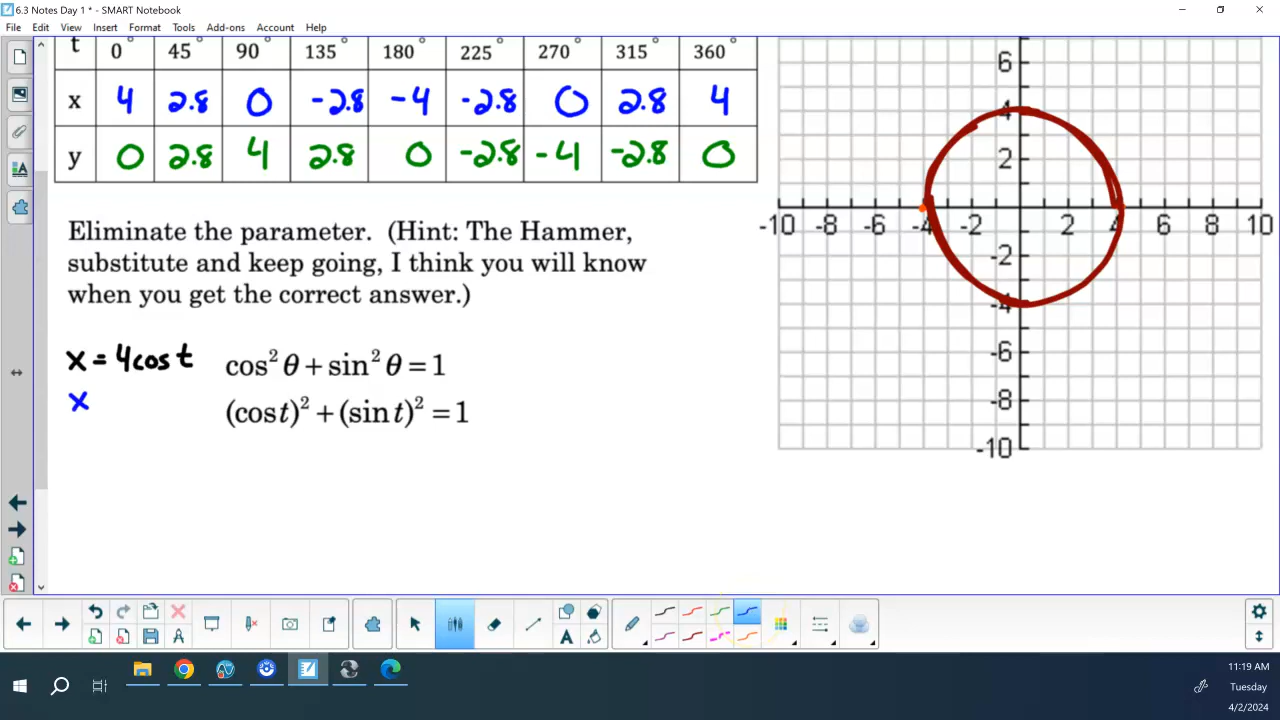 6.3 Notes Day 1 * - SMART Notebook
File Edit View Insert Format Tools Add-ons Account Help
t 0° 45° 90° 135° 180° 225° 270° 315° 360°
x 4 2.8 0 -2.8 -4 -2.8 0 2.8 4
y 0 2.8 4 2.8 0 -2.8 -4 -2.8 0
Eliminate the parameter. (Hint: The Hammer,
substitute and keep going, I think you will know
when you get the correct answer.)
x = 4cos t cos² θ + sin² θ = 1
x (cos t)² + (sin t)² = 1
6
4
2
-10 -8 -6 -4 -2 2 4 6 8 10
-2
-4
-6
-8
-10
A
11:19 AM
Tuesday
4/2/2024